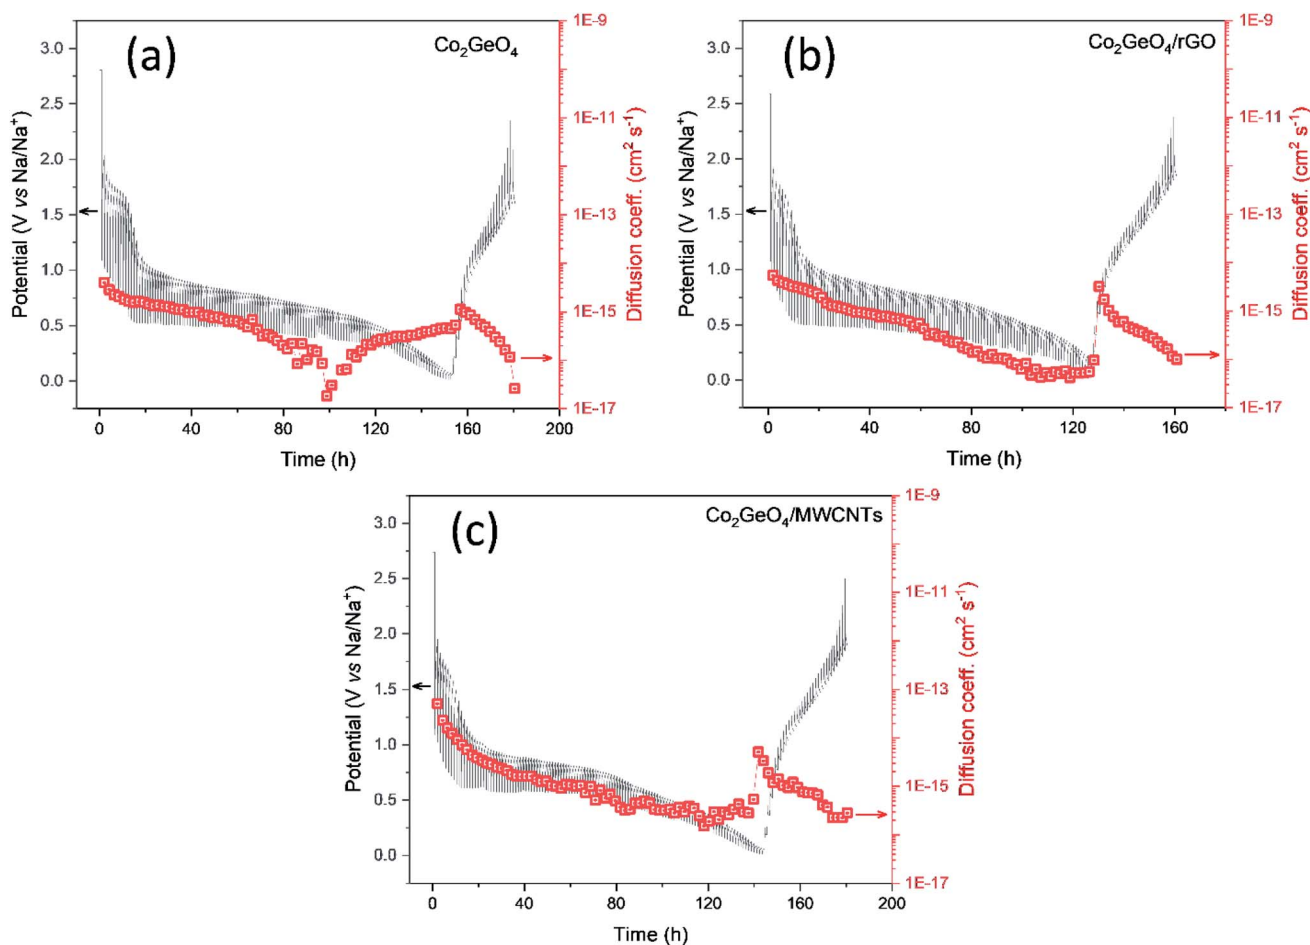 (a)
Co₂GeO₄
3.0
2.5
2.0
1.5
1.0
0.5
0.0
Potential (V vs Na/Na⁺)
0 40 80 120 160 200
Time (h)
1E-9
1E-11
1E-13
1E-15
1E-17
Diffusion coeff. (cm² s⁻¹)
(b)
Co₂GeO₄/rGO
3.0
2.5
2.0
1.5
1.0
0.5
0.0
Potential (V vs Na/Na⁺)
0 40 80 120 160
Time (h)
1E-9
1E-11
1E-13
1E-15
1E-17
Diffusion coeff. (cm² s⁻¹)
(c)
Co₂GeO₄/MWCNTs
3.0
2.5
2.0
1.5
1.0
0.5
0.0
Potential (V vs Na/Na⁺)
0 40 80 120 160 200
Time (h)
1E-9
1E-11
1E-13
1E-15
1E-17
Diffusion coeff. (cm² s⁻¹)